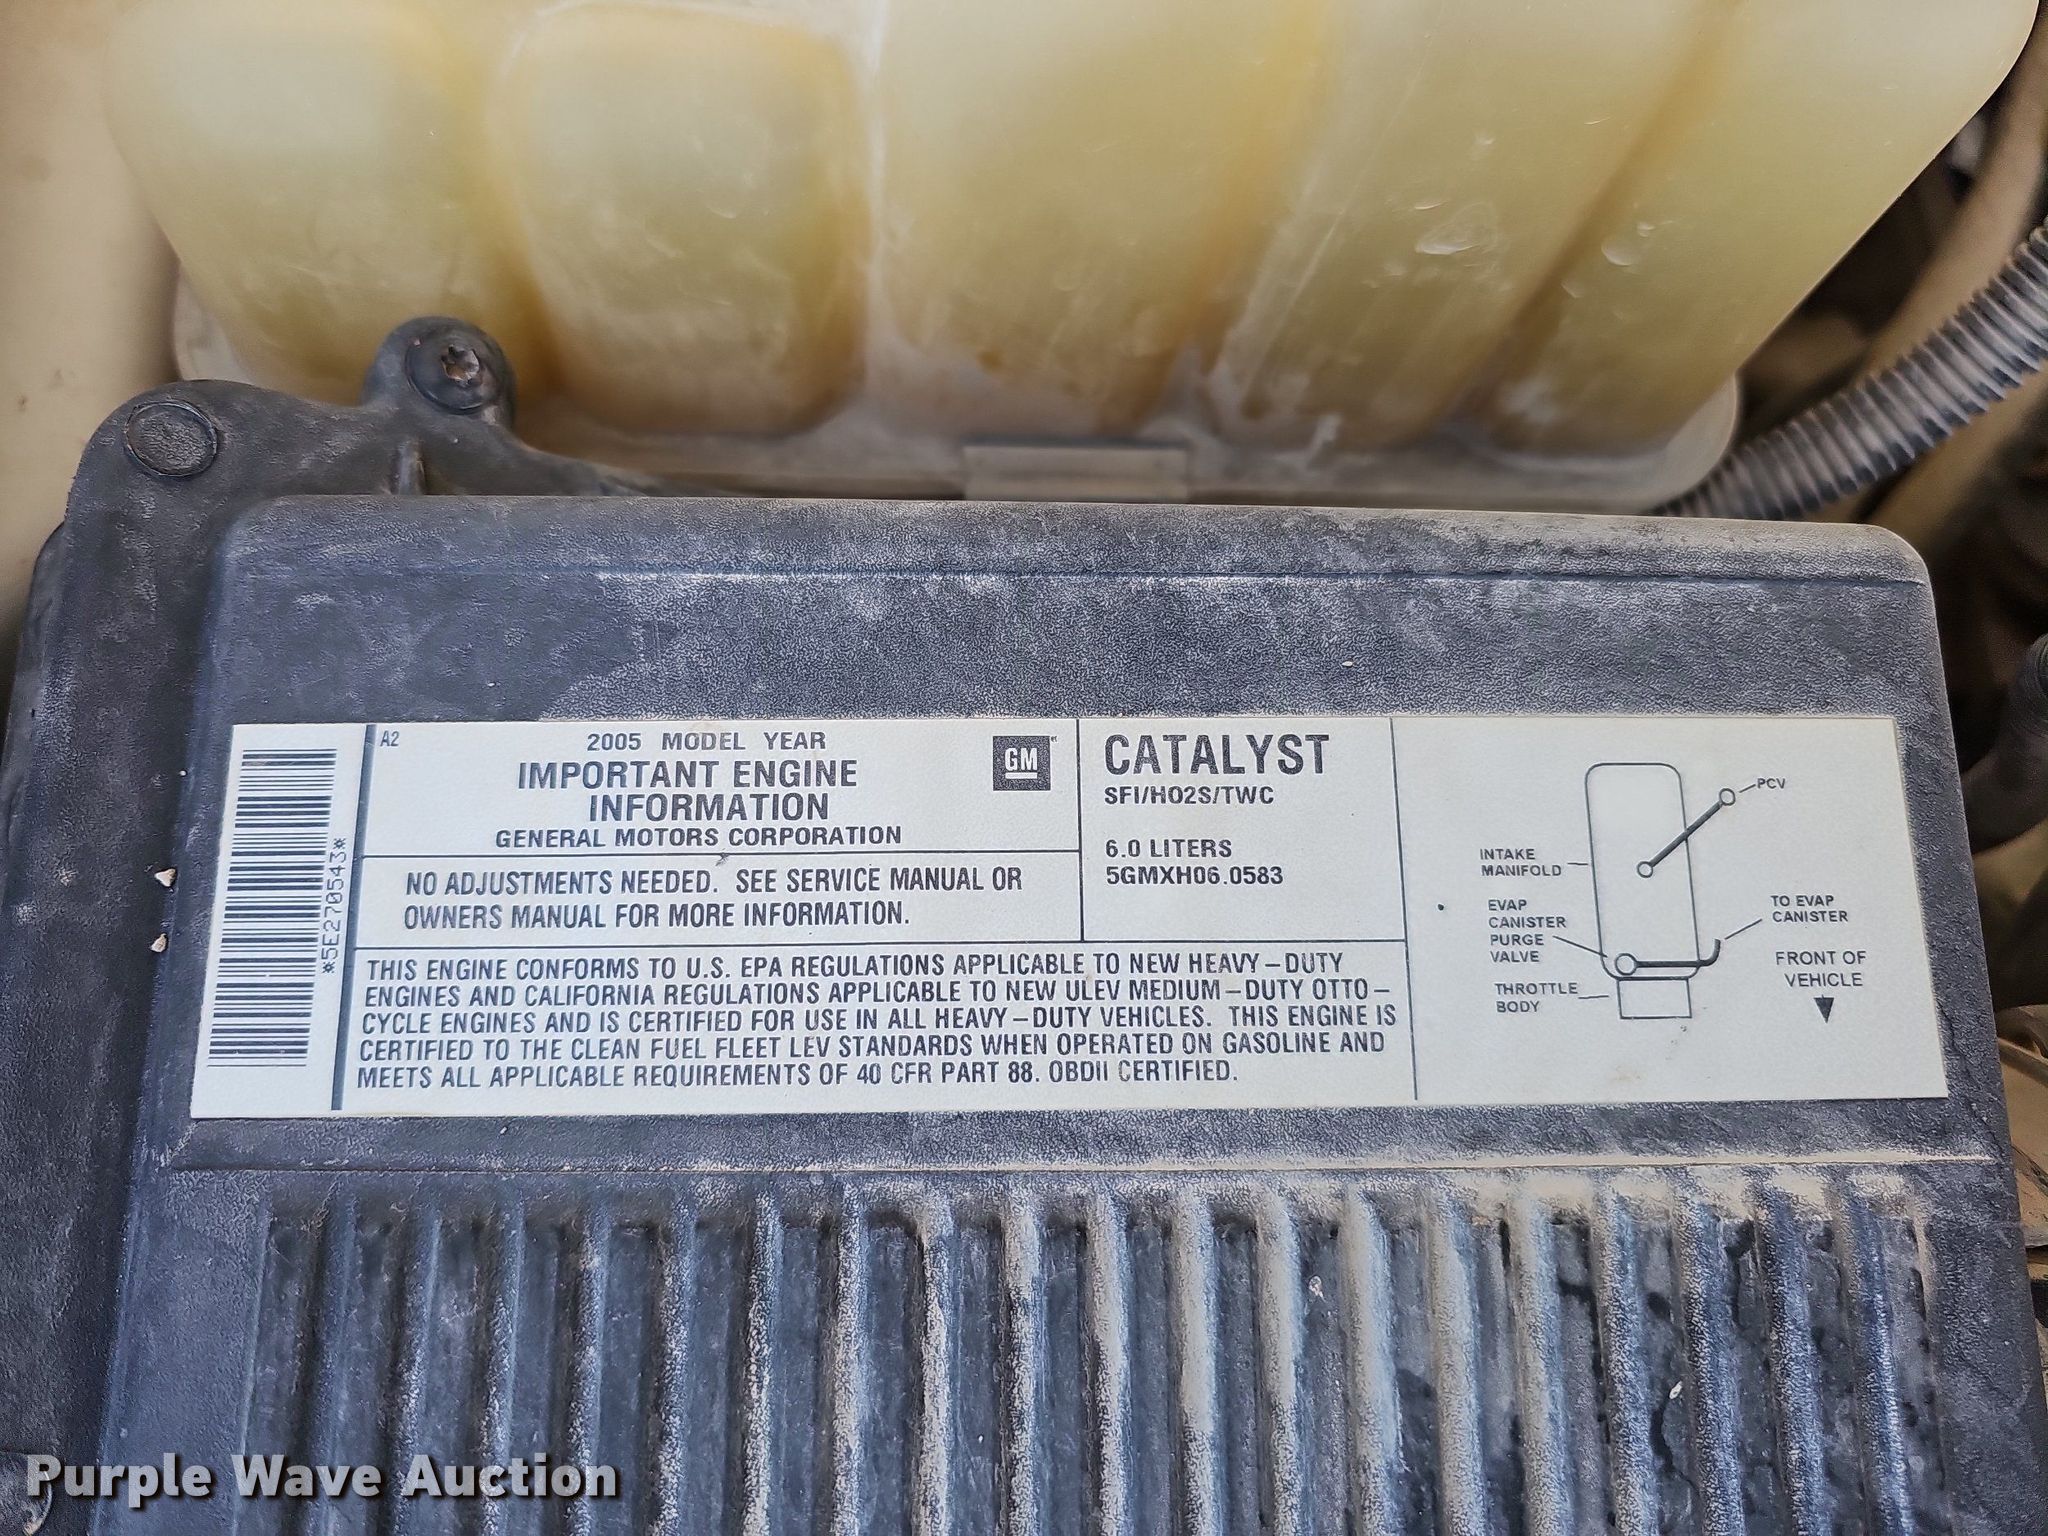 A2
2005 MODEL YEAR
IMPORTANT ENGINE
INFORMATION
GENERAL MOTORS CORPORATION
GM
NO ADJUSTMENTS NEEDED. SEE SERVICE MANUAL OR
OWNERS MANUAL FOR MORE INFORMATION.
CATALYST
SFI/HO2S/TWC
6.0 LITERS
5GMXH06.0583
*5E270543*
THIS ENGINE CONFORMS TO U.S. EPA REGULATIONS APPLICABLE TO NEW HEAVY-DUTY
ENGINES AND CALIFORNIA REGULATIONS APPLICABLE TO NEW ULEV MEDIUM-DUTY OTTO-
CYCLE ENGINES AND IS CERTIFIED FOR USE IN ALL HEAVY-DUTY VEHICLES. THIS ENGINE IS
CERTIFIED TO THE CLEAN FUEL FLEET LEV STANDARDS WHEN OPERATED ON GASOLINE AND
MEETS ALL APPLICABLE REQUIREMENTS OF 40 CFR PART 88. OBDII CERTIFIED.
PCV
INTAKE
MANIFOLD
EVAP
CANISTER
PURGE
VALVE
THROTTLE
BODY
TO EVAP
CANISTER
FRONT OF
VEHICLE
Purple Wave Auction